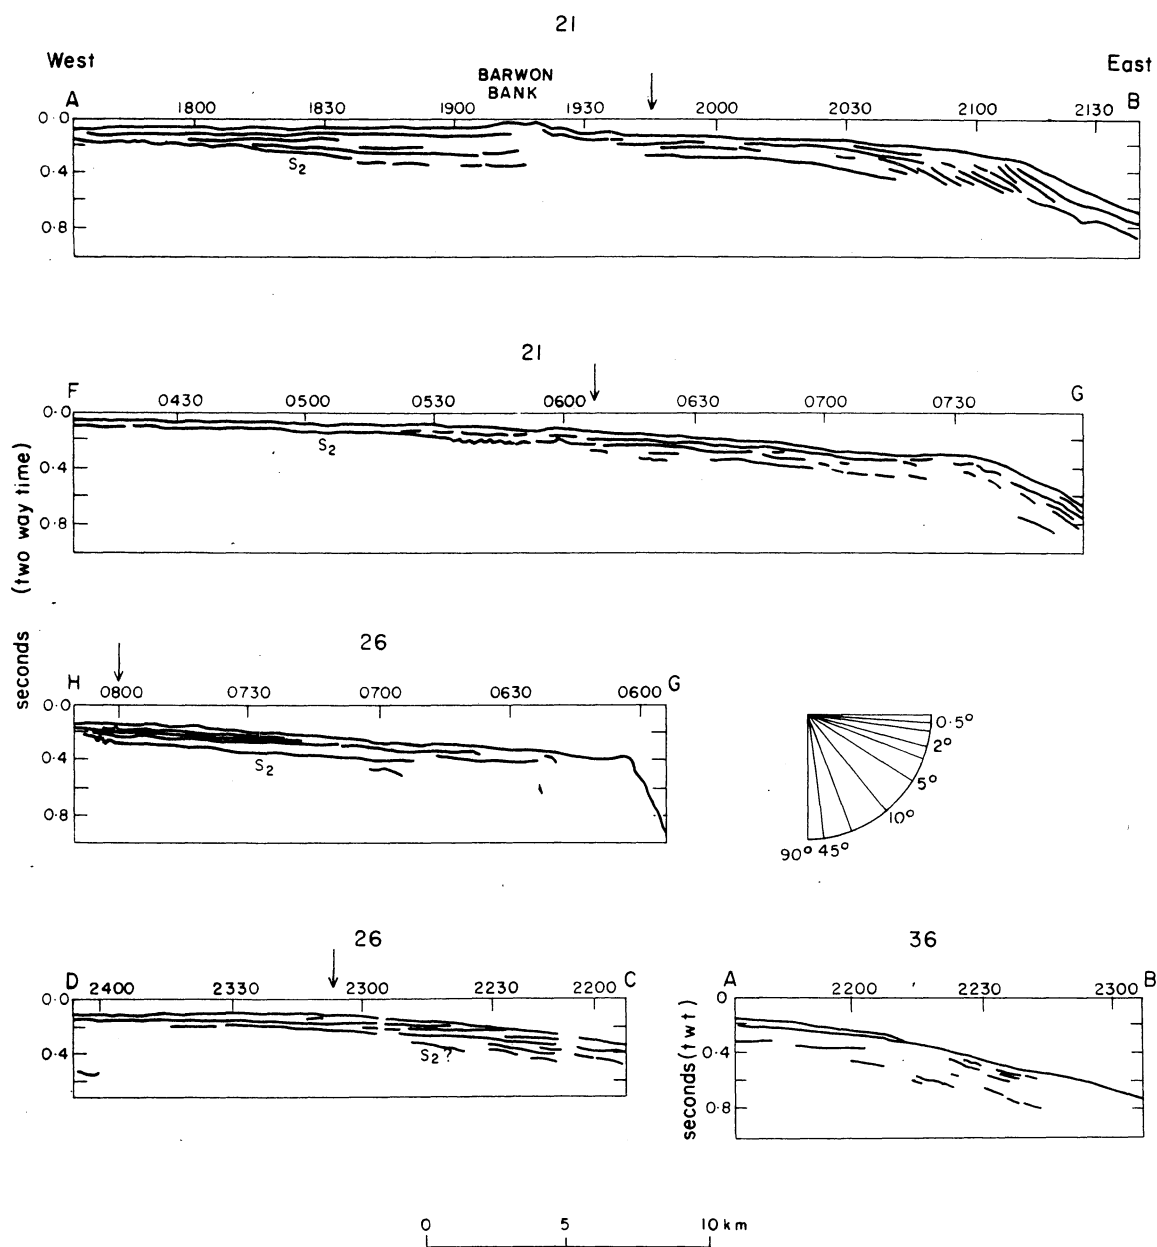 21
West East
BARWON
BANK
A 1800 1830 1900 1930 2000 2030 2100 2130 B
0·0
S2
0·4
0·8
21
F 0430 0500 0530 0600 0630 0700 0730 G
0·0
S2
0·4
0·8
seconds (two way time)
26
H 0800 0730 0700 0630 0600 G
0·0
S2
0·4
0·8
0·5°
2°
5°
10°
90° 45°
26
D 2400 2330 2300 2230 2200 C
0·0
0·4
S2?
36
A 2200 2230 2300 B
0
0·4
0·8
seconds (twt)
0 5 10 km